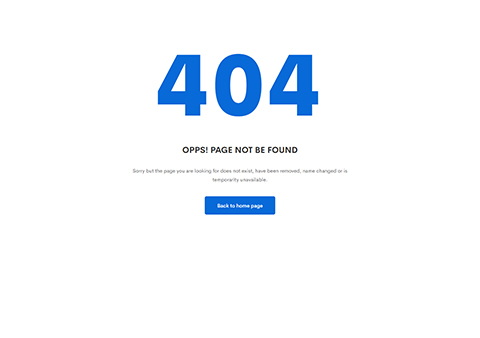 404
OPPS! PAGE NOT BE FOUND
Sorry but the page you are looking for does not exist, have been removed, name changed or is
temporarity unavailable.
Back to home page